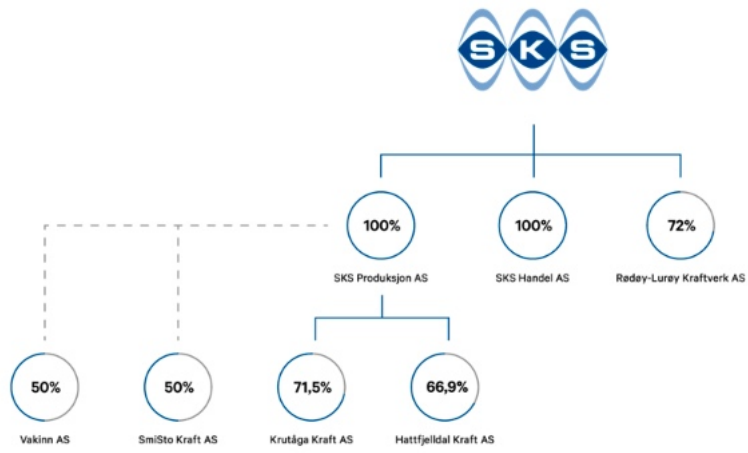 SKS
100%
100%
72%
SKS Produksjon AS
SKS Handel AS
Rødøy-Lurøy Kraftverk AS
50%
50%
71,5%
66,9%
Vakinn AS
SmiSto Kraft AS
Krutåga Kraft AS
Hattfjelldal Kraft AS